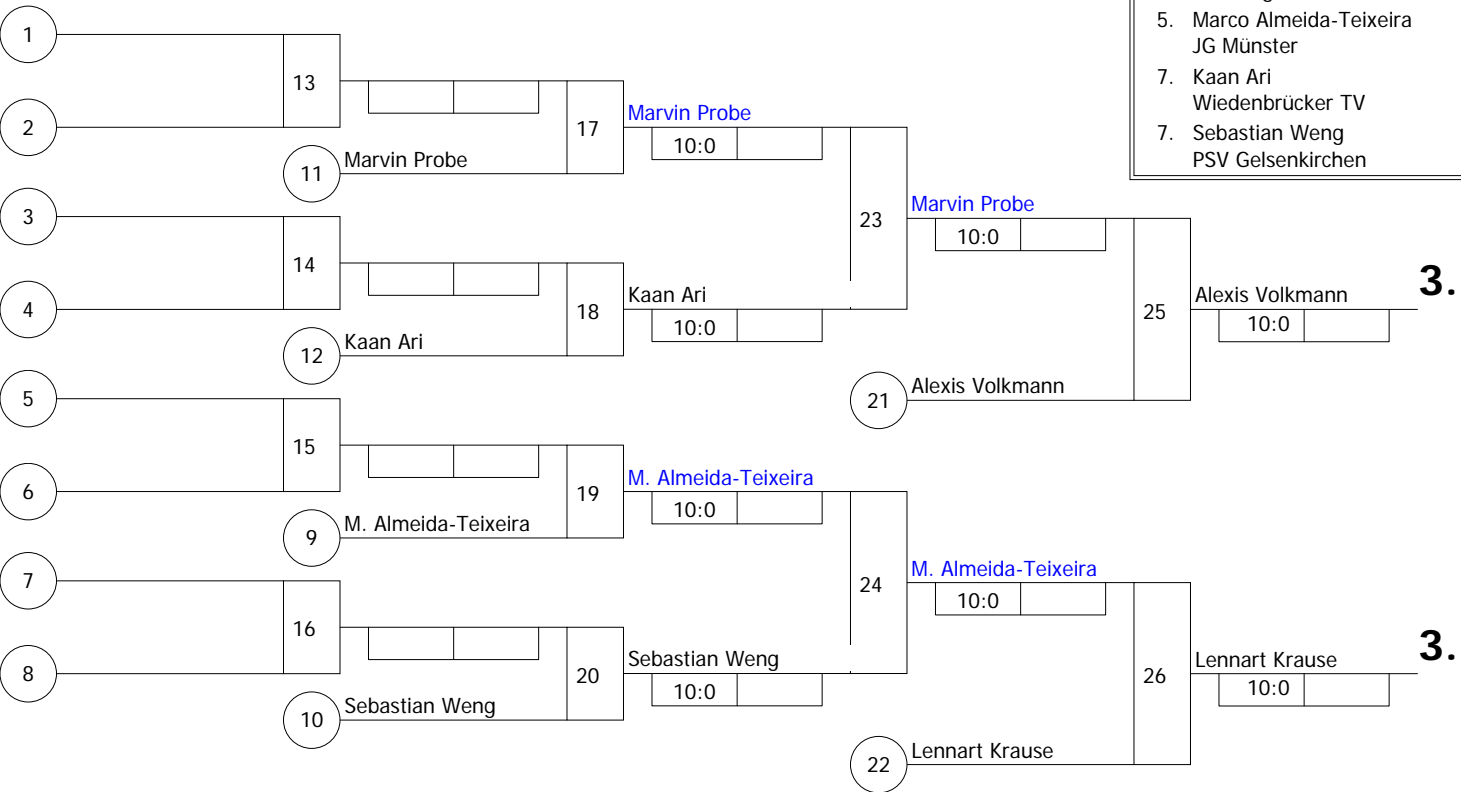 5. Marco Almeida-Teixeira
JG Münster
7. Kaan Ari
Wiedenbrücker TV
7. Sebastian Weng
PSV Gelsenkirchen
1
13
2
17
Marvin Probe
10:0
11
Marvin Probe
3
14
4
18
Kaan Ari
10:0
12
Kaan Ari
23
Marvin Probe
10:0
25
Alexis Volkmann
10:0
3.
21
Alexis Volkmann
5
15
6
19
M. Almeida-Teixeira
10:0
9
M. Almeida-Teixeira
7
16
8
20
Sebastian Weng
10:0
10
Sebastian Weng
24
M. Almeida-Teixeira
10:0
26
Lennart Krause
10:0
3.
22
Lennart Krause